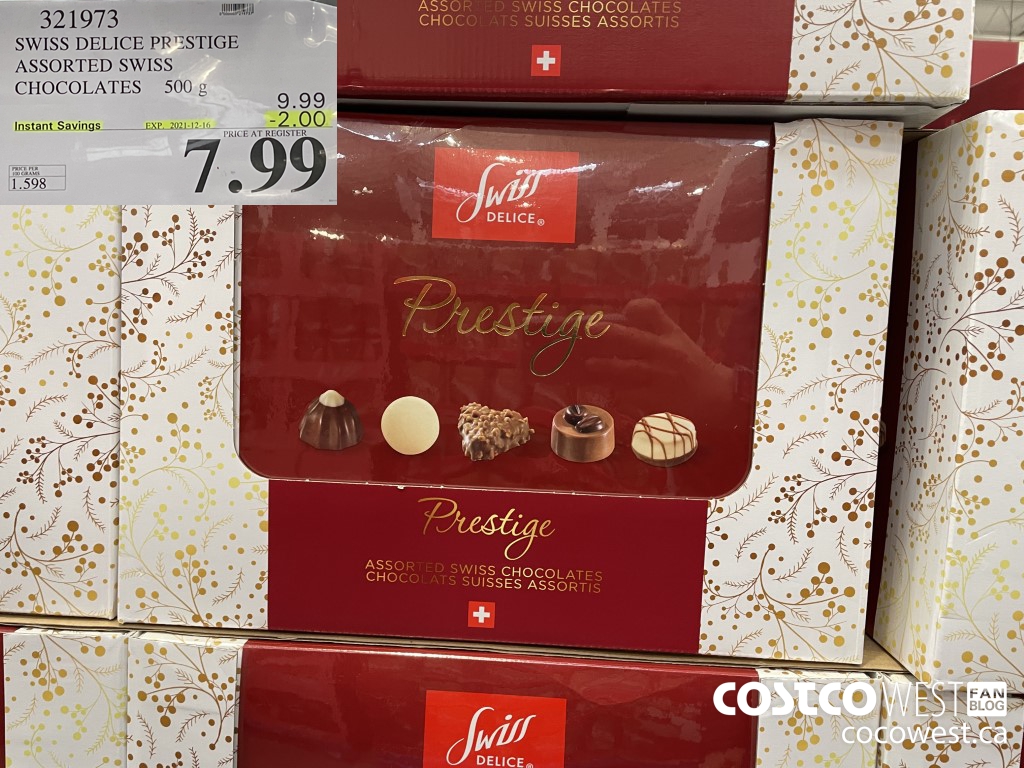 321973
SWISS DELICE PRESTIGE
ASSORTED SWISS
CHOCOLATES 500 g
9.99
Instant Savings EXP. 2021-12-16 -2.00
PRICE AT REGISTER
7.99
PRICE PER
100 GRAMS
1.598
ASSORTED SWISS CHOCOLATES
CHOCOLATS SUISSES ASSORTIS
Swiss
DELICE®
Prestige
Prestige
ASSORTED SWISS CHOCOLATES
CHOCOLATS SUISSES ASSORTIS
Swiss
DELICE®
COSTCO WEST FAN
BLOG
cocowest.ca